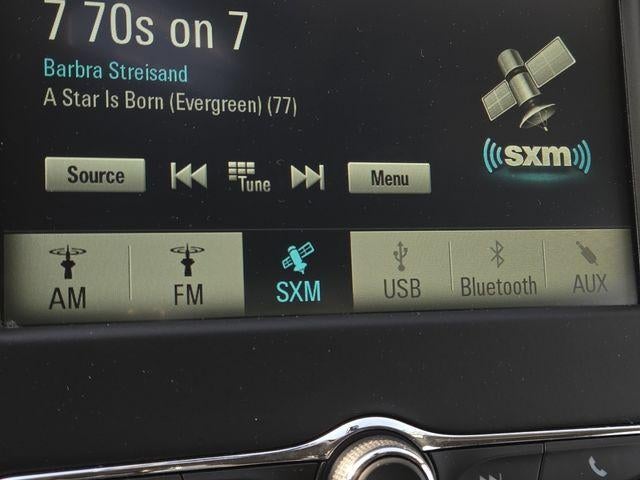 7 70s on 7
Barbra Streisand
A Star Is Born (Evergreen) (77)
sxm
Source
Tune
Menu
AM
FM
SXM
USB
Bluetooth
AUX